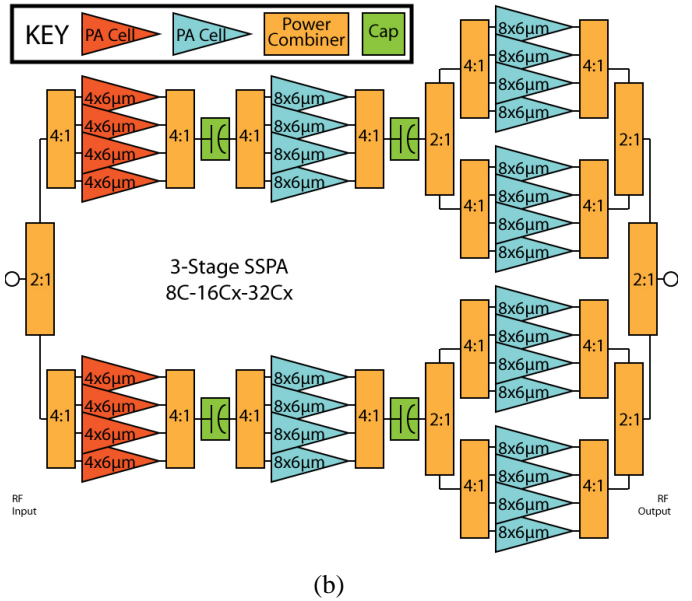 KEY
PA Cell
PA Cell
Power
Combiner
Cap
2:1
4:1
4x6µm
4x6µm
4x6µm
4x6µm
4:1
4:1
8x6µm
8x6µm
8x6µm
8x6µm
4:1
2:1
4:1
8x6µm
8x6µm
8x6µm
8x6µm
4:1
4:1
8x6µm
8x6µm
8x6µm
8x6µm
4:1
2:1
3-Stage SSPA
8C-16Cx-32Cx
4:1
4x6µm
4x6µm
4x6µm
4x6µm
4:1
4:1
8x6µm
8x6µm
8x6µm
8x6µm
4:1
2:1
4:1
8x6µm
8x6µm
8x6µm
8x6µm
4:1
4:1
8x6µm
8x6µm
8x6µm
8x6µm
4:1
2:1
2:1
RF
Input
RF
Output
(b)